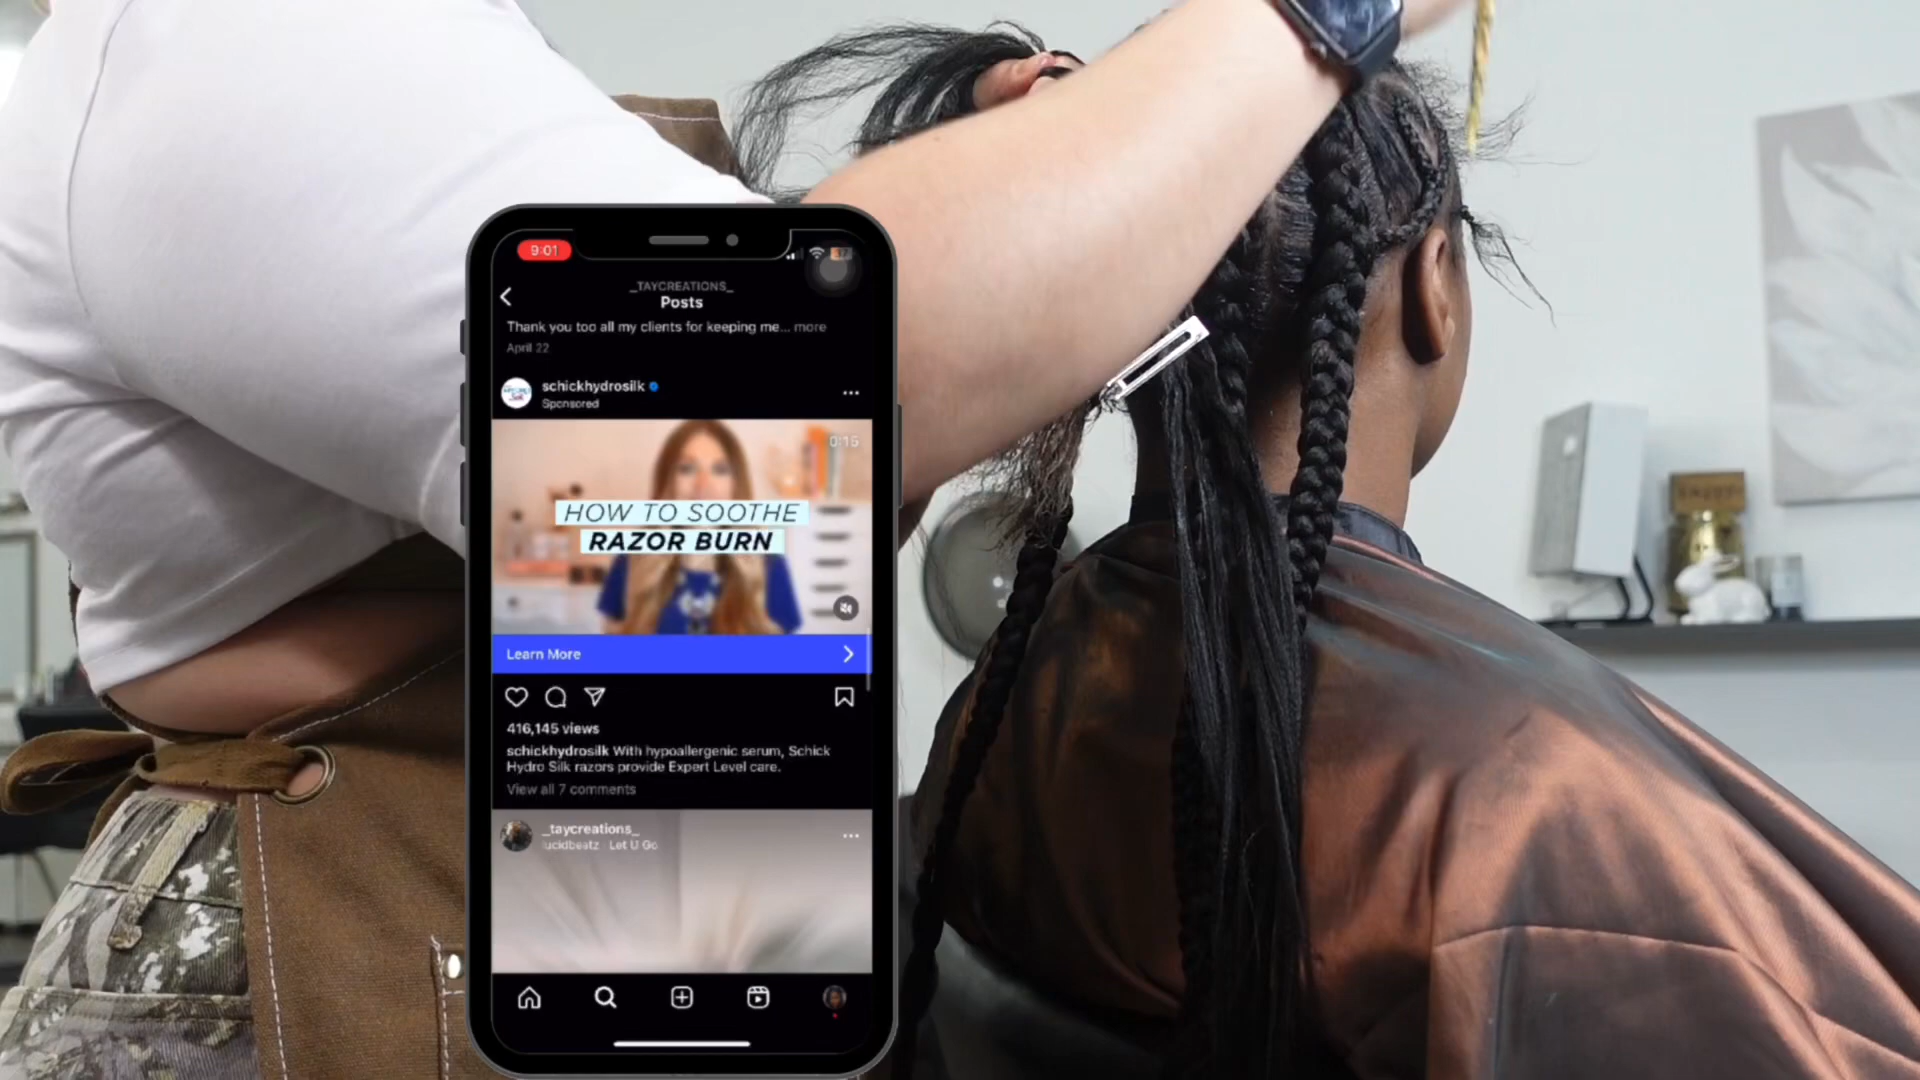 9:01
_TAYCREATIONS_
Posts
Thank you too all my clients for keeping me... more
April 22
schickhydrosilk
Sponsored
0:15
HOW TO SOOTHE
RAZOR BURN
Learn More
416,145 views
schickhydrosilk With hypoallergenic serum, Schick
Hydro Silk razors provide Expert Level care.
View all 7 comments
_taycreations_
lucidbeatz · Let U Go